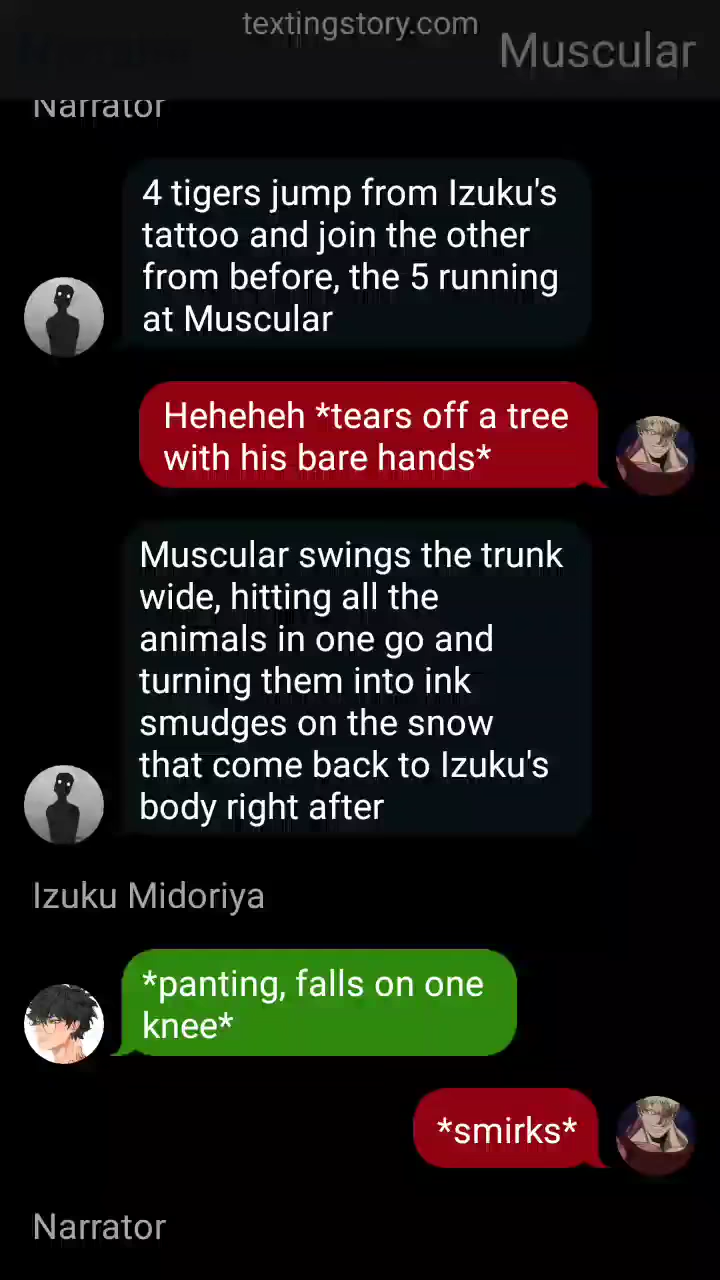 textingstory.com
Muscular
Narrator
4 tigers jump from Izuku's
tattoo and join the other
from before, the 5 running
at Muscular
Heheheh *tears off a tree
with his bare hands*
Muscular swings the trunk
wide, hitting all the
animals in one go and
turning them into ink
smudges on the snow
that come back to Izuku's
body right after
Izuku Midoriya
*panting, falls on one
knee*
*smirks*
Narrator